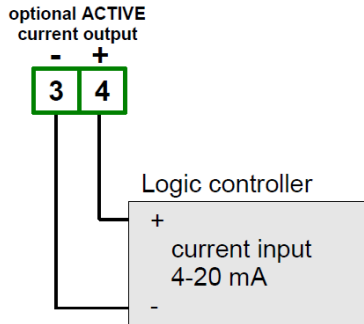 optional ACTIVE
current output
- +
3 4
Logic controller
+
current input
4-20 mA
-